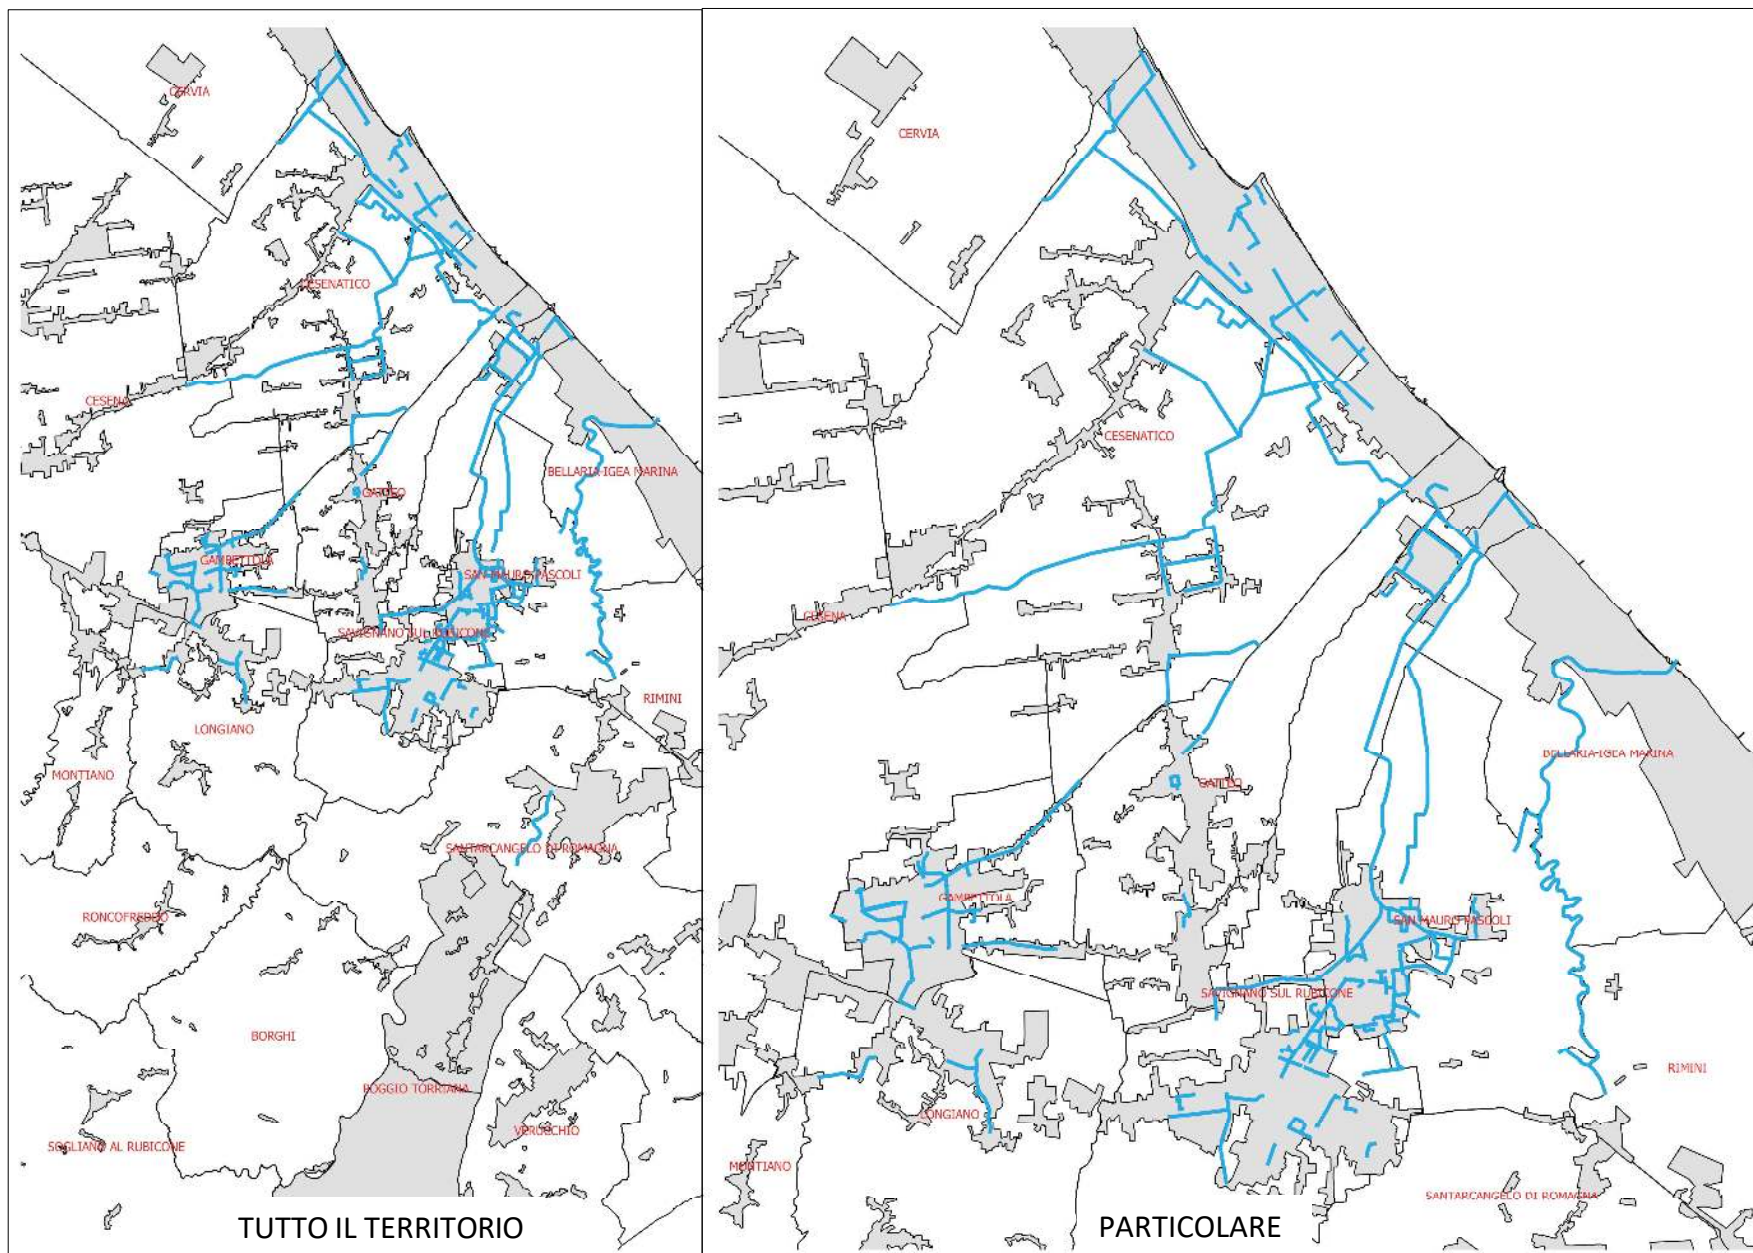 CERVIA
CESENATICO
CESENA
BELLARIA-IGEA MARINA
GATTEO
GAMBETTOLA
SAN MAURO PASCOLI
SAVIGNANO SUL RUBICONE
RIMINI
LONGIANO
MONTIANO
SANTARCANGELO DI ROMAGNA
RONCOFREDDO
BORGHI
POGGIO TORRIANA
VERUCCHIO
SOGLIANO AL RUBICONE
TUTTO IL TERRITORIO
CERVIA
CESENATICO
CESENA
BELLARIA-IGEA MARINA
GATTEO
GAMBETTOLA
SAN MAURO PASCOLI
SAVIGNANO SUL RUBICONE
RIMINI
LONGIANO
MONTIANO
SANTARCANGELO DI ROMAGNA
PARTICOLARE